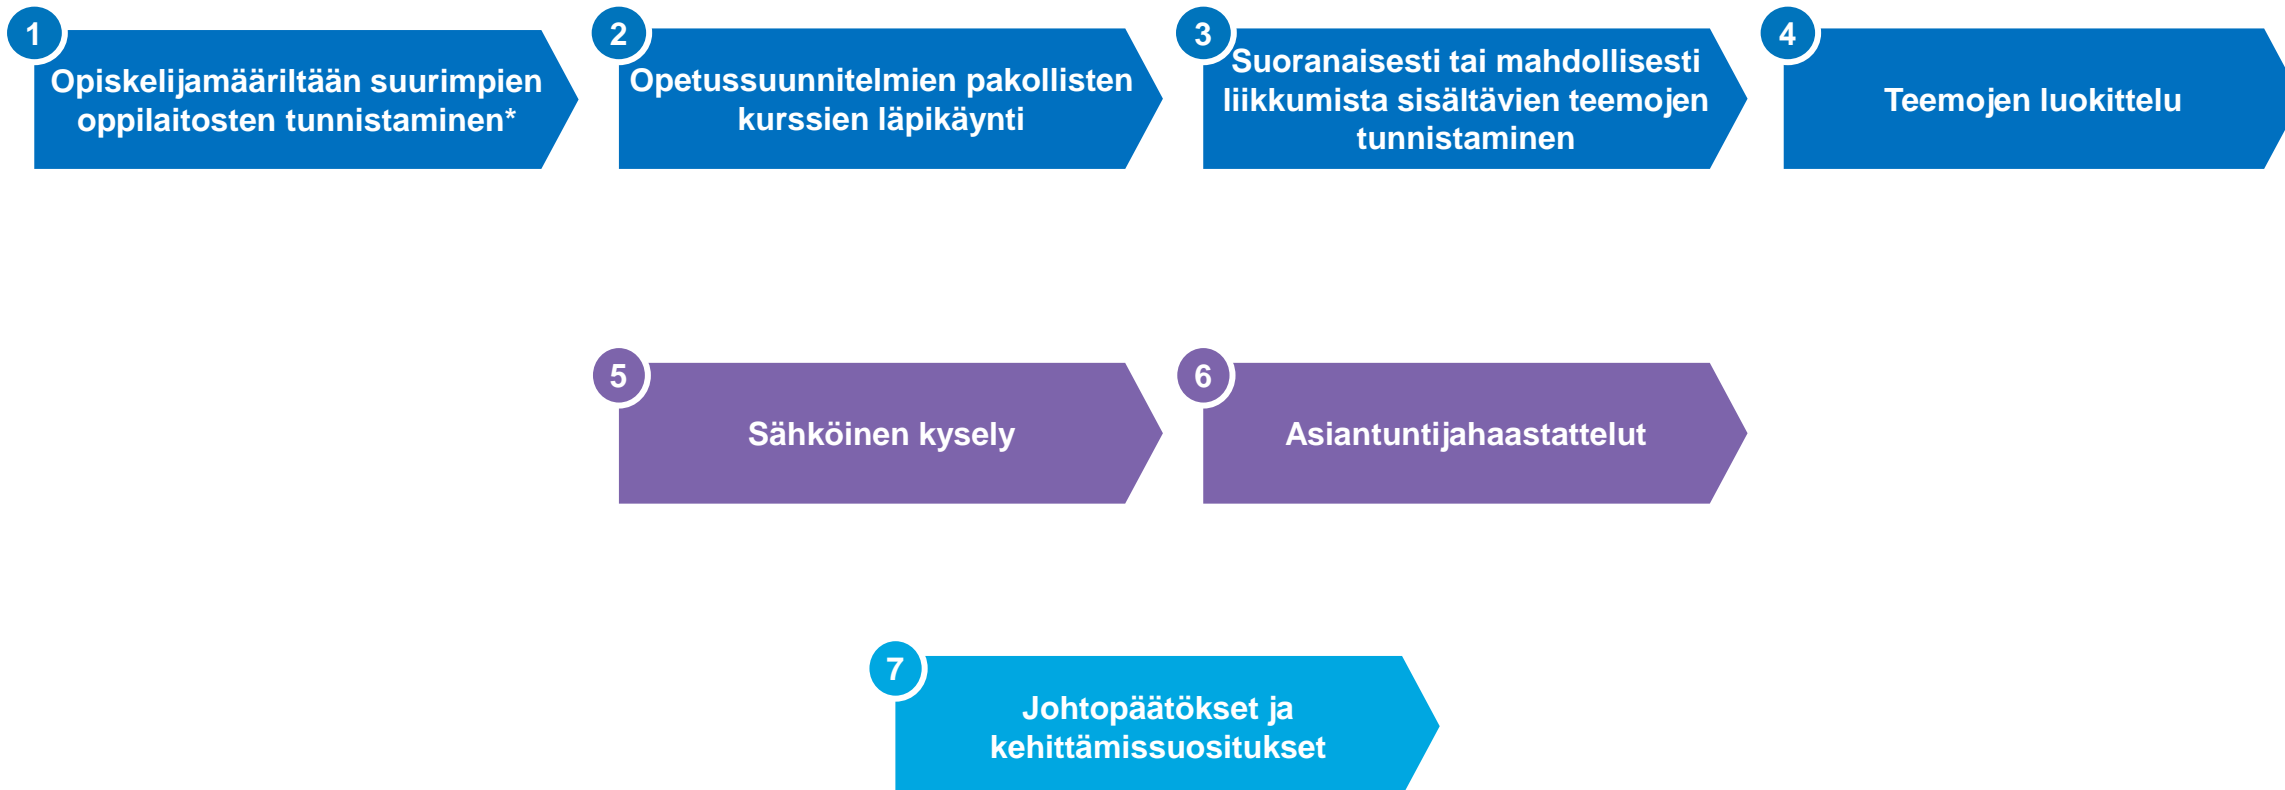 1
Opiskelijamääriltään suurimpien
oppilaitosten tunnistaminen*
2
Opetussuunnitelmien pakollisten
kurssien läpikäynti
3
Suoranaisesti tai mahdollisesti
liikkumista sisältävien teemojen
tunnistaminen
4
Teemojen luokittelu
5
Sähköinen kysely
6
Asiantuntijahaastattelut
7
Johtopäätökset ja
kehittämissuositukset